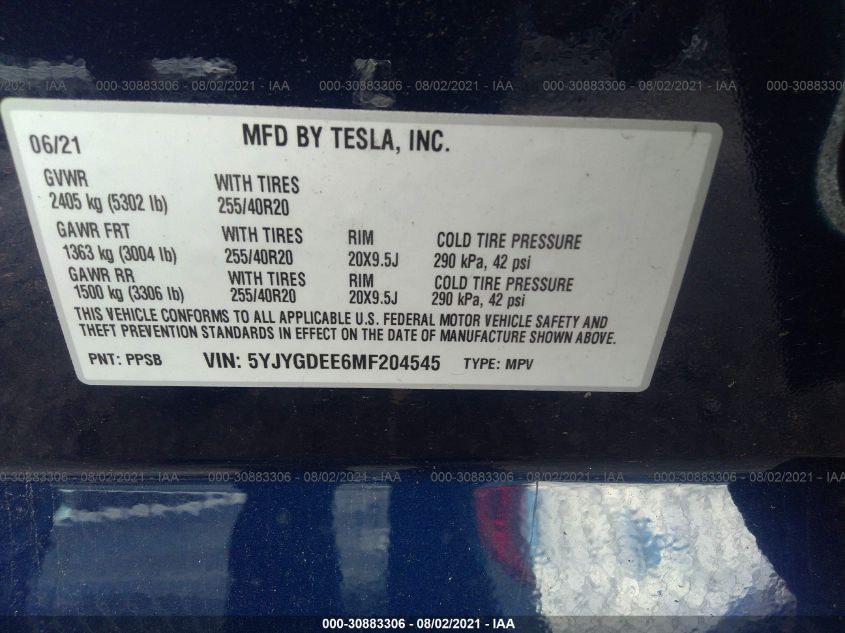 000-30883306 - 08/02/2021 - IAA 000-30883306 - 08/02/2021 - IAA 000-30883306 - 08/02/2021 - IAA 000-30883306
06/21 MFD BY TESLA, INC.
GVWR WITH TIRES
2405 kg (5302 lb) 255/40R20
GAWR FRT WITH TIRES RIM COLD TIRE PRESSURE
1363 kg (3004 lb) 255/40R20 20X9.5J 290 kPa, 42 psi
GAWR RR WITH TIRES RIM COLD TIRE PRESSURE
1500 kg (3306 lb) 255/40R20 20X9.5J 290 kPa, 42 psi
THIS VEHICLE CONFORMS TO ALL APPLICABLE U.S. FEDERAL MOTOR VEHICLE SAFETY AND
THEFT PREVENTION STANDARDS IN EFFECT ON THE DATE OF MANUFACTURE SHOWN ABOVE.
PNT: PPSB VIN: 5YJYGDEE6MF204545 TYPE: MPV
30883306 - 08/02/2021 - IAA 000-30883306 - 08/02/2021 - IAA 000-30883306 - 08/02/2021 - IAA 000-30883306 - 08/02/2021 - IAA
000-30883306 - 08/02/2021 - IAA